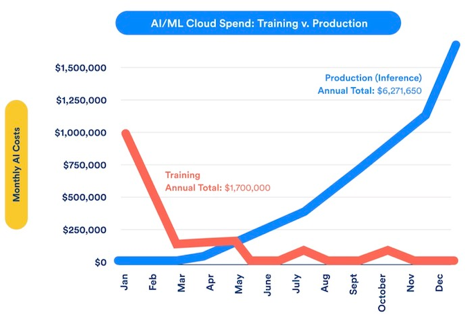 AI/ML Cloud Spend: Training v. Production
Monthly AI Costs
$1,500,000
$1,250,000
$1,000,000
$750,000
$500,000
$250,000
$0
Production (Inference)
Annual Total: $6,271,650
Training
Annual Total: $1,700,000
Jan
Feb
Mar
Apr
May
June
July
Aug
Sept
October
Nov
Dec